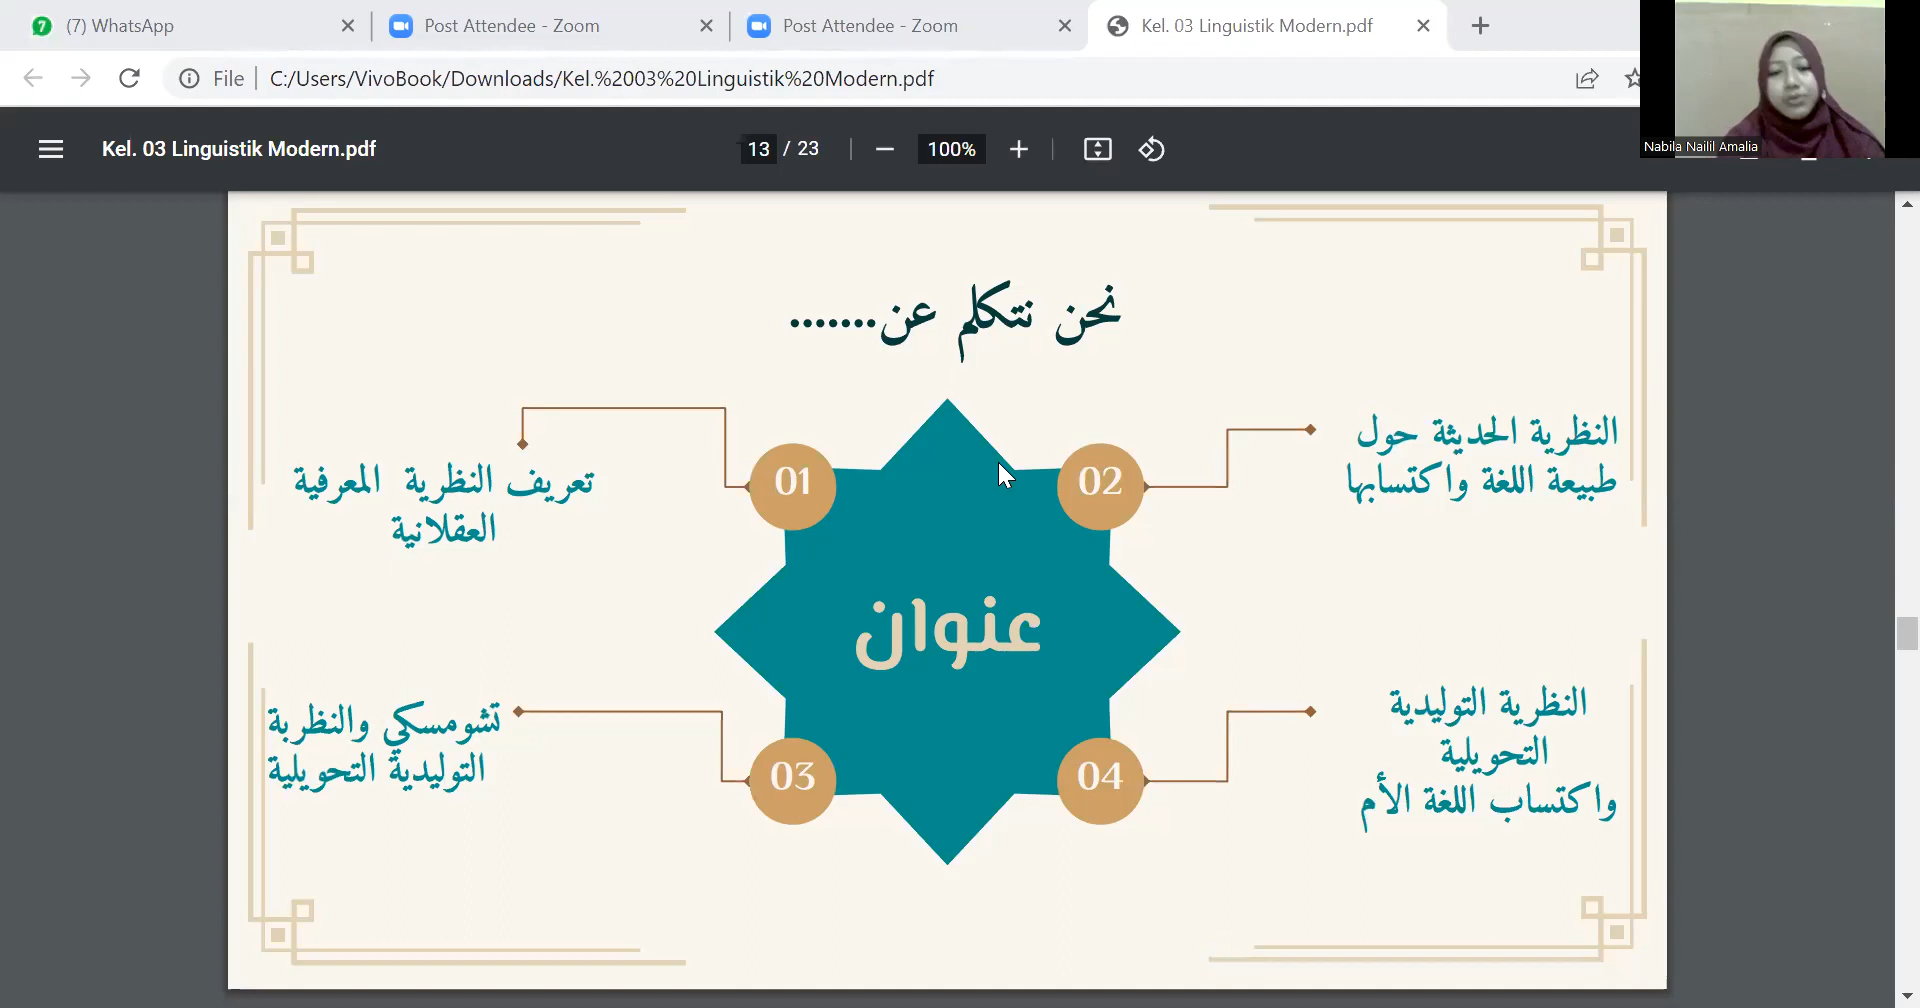 (7) WhatsApp
Post Attendee - Zoom
Post Attendee - Zoom
Kel. 03 Linguistik Modern.pdf
File
C:/Users/VivoBook/Downloads/Kel.%2003%20Linguistik%20Modern.pdf
Nabila Nailil Amalia
Kel. 03 Linguistik Modern.pdf
13 / 23
100%
نحن نتكلم عن.......
01
تعريف النظرية المعرفية
العقلانية
02
النظرية الحديثة حول
طبيعة اللغة واكتسابها
عنوان
03
تشومسكي والنظربة
التوليدية التحويلية
04
النظرية التوليدية
التحويلية
واكتساب اللغة الأم